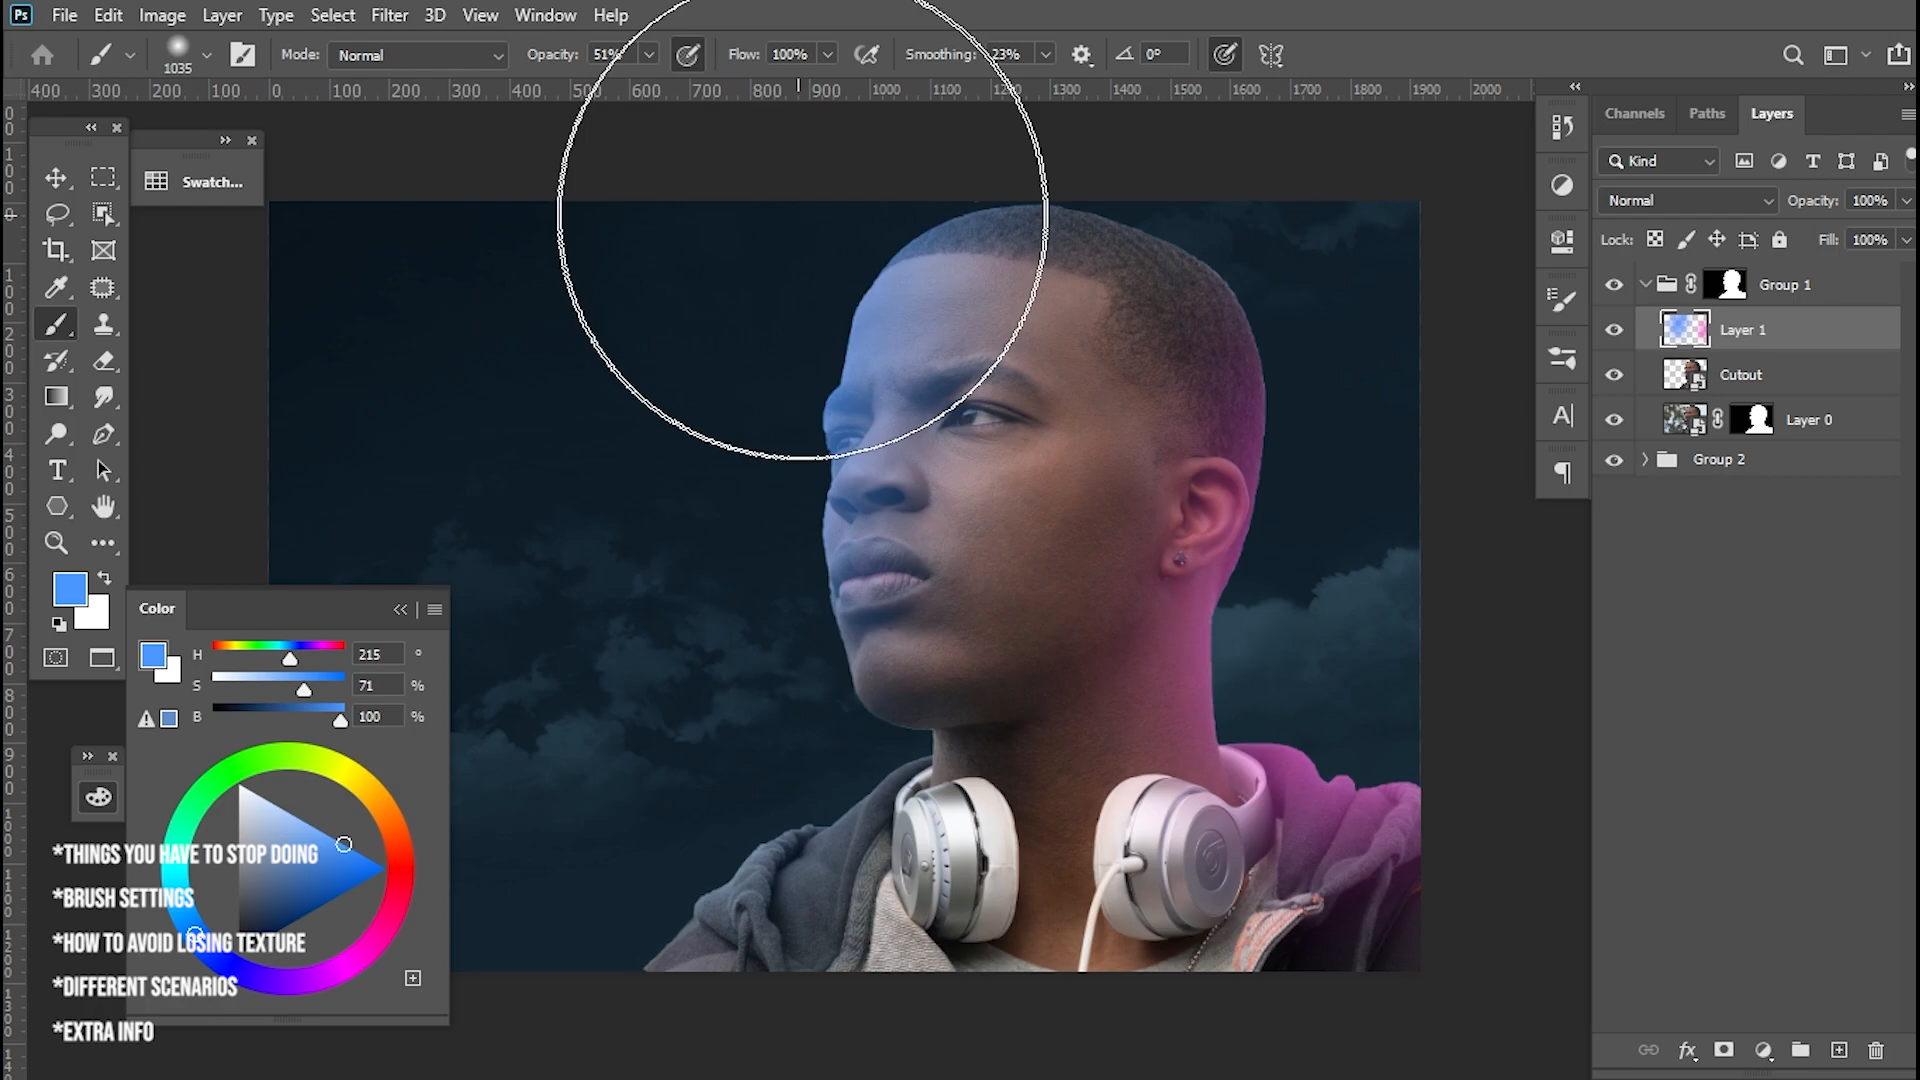 Ps File Edit Image Layer Type Select Filter 3D View Window Help
1035 Mode: Normal Opacity: 51% Flow: 100% Smoothing: 23% 0°
400 300 200 100 0 100 200 300 400 500 600 700 800 900 1000 1100 1200 1300 1400 1500 1600 1700 1800 1900 2000
Swatch...
Color
H 215 °
S 71 %
B 100 %
*THINGS YOU HAVE TO STOP DOING
*BRUSH SETTINGS
*HOW TO AVOID LOSING TEXTURE
*DIFFERENT SCENARIOS
*EXTRA INFO
Channels Paths Layers
Kind
Normal Opacity: 100%
Lock: Fill: 100%
Group 1
Layer 1
Cutout
Layer 0
Group 2